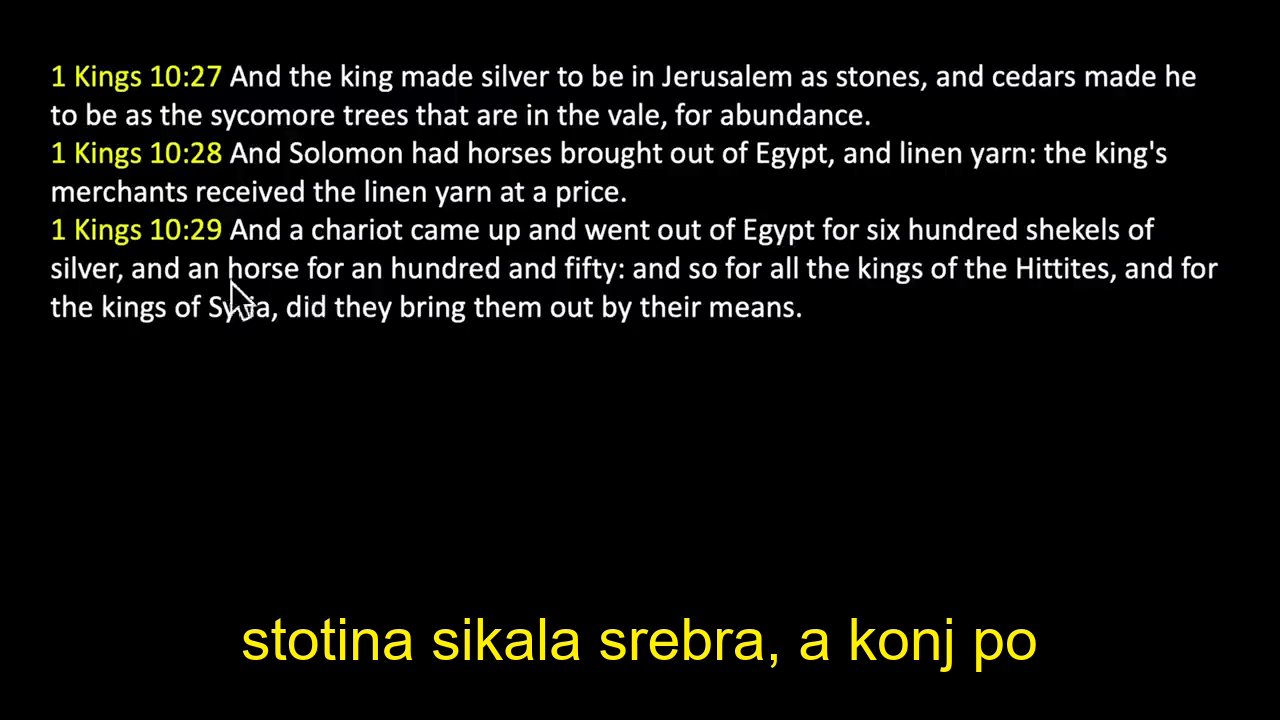 1 Kings 10:27 And the king made silver to be in Jerusalem as stones, and cedars made he
to be as the sycomore trees that are in the vale, for abundance.
1 Kings 10:28 And Solomon had horses brought out of Egypt, and linen yarn: the king's
merchants received the linen yarn at a price.
1 Kings 10:29 And a chariot came up and went out of Egypt for six hundred shekels of
silver, and an horse for an hundred and fifty: and so for all the kings of the Hittites, and for
the kings of Syria, did they bring them out by their means.
stotina sikala srebra, a konj po